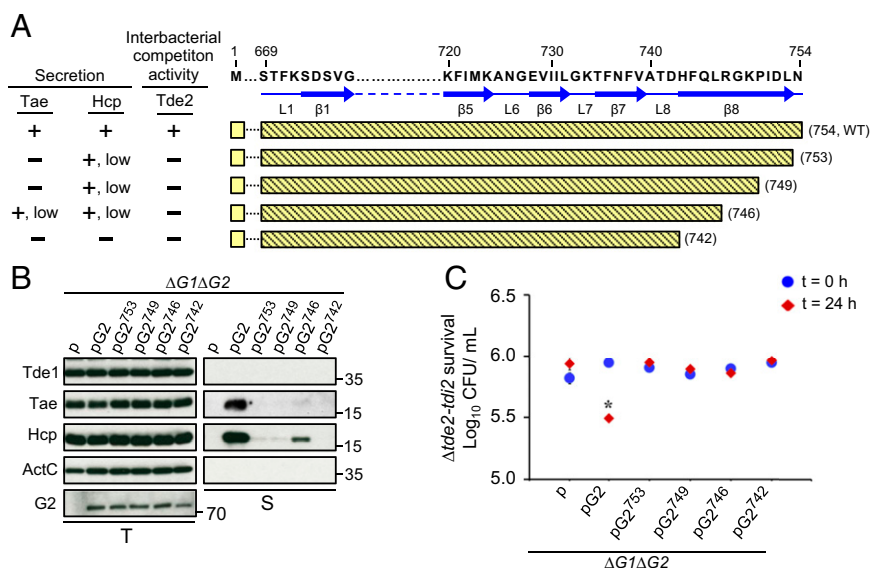 A
Interbacterial
competiton
activity
Secretion
Tae Hcp Tde2
1 669 720 730 740 754
M...STFKSDSVG................KFIMKANGEVIILGKTFNFVATDHFQLRGKPIDLN
L1 β1 β5 L6 β6 L7 β7 L8 β8
+ + + (754, WT)
− +, low − (753)
− +, low − (749)
+, low +, low − (746)
− − − (742)
B
ΔG1ΔG2
p pG2 pG2753 pG2749 pG2746 pG2742 p pG2 pG2753 pG2749 pG2746 pG2742
Tde1 35
Tae 15
Hcp 15
ActC 35
G2 70
T S
C
t = 0 h
t = 24 h
Δtde2-tdi2 survival
Log10 CFU/ mL
6.5
6.0
5.5
5.0
*
p pG2 pG2753 pG2749 pG2746 pG2742
ΔG1ΔG2